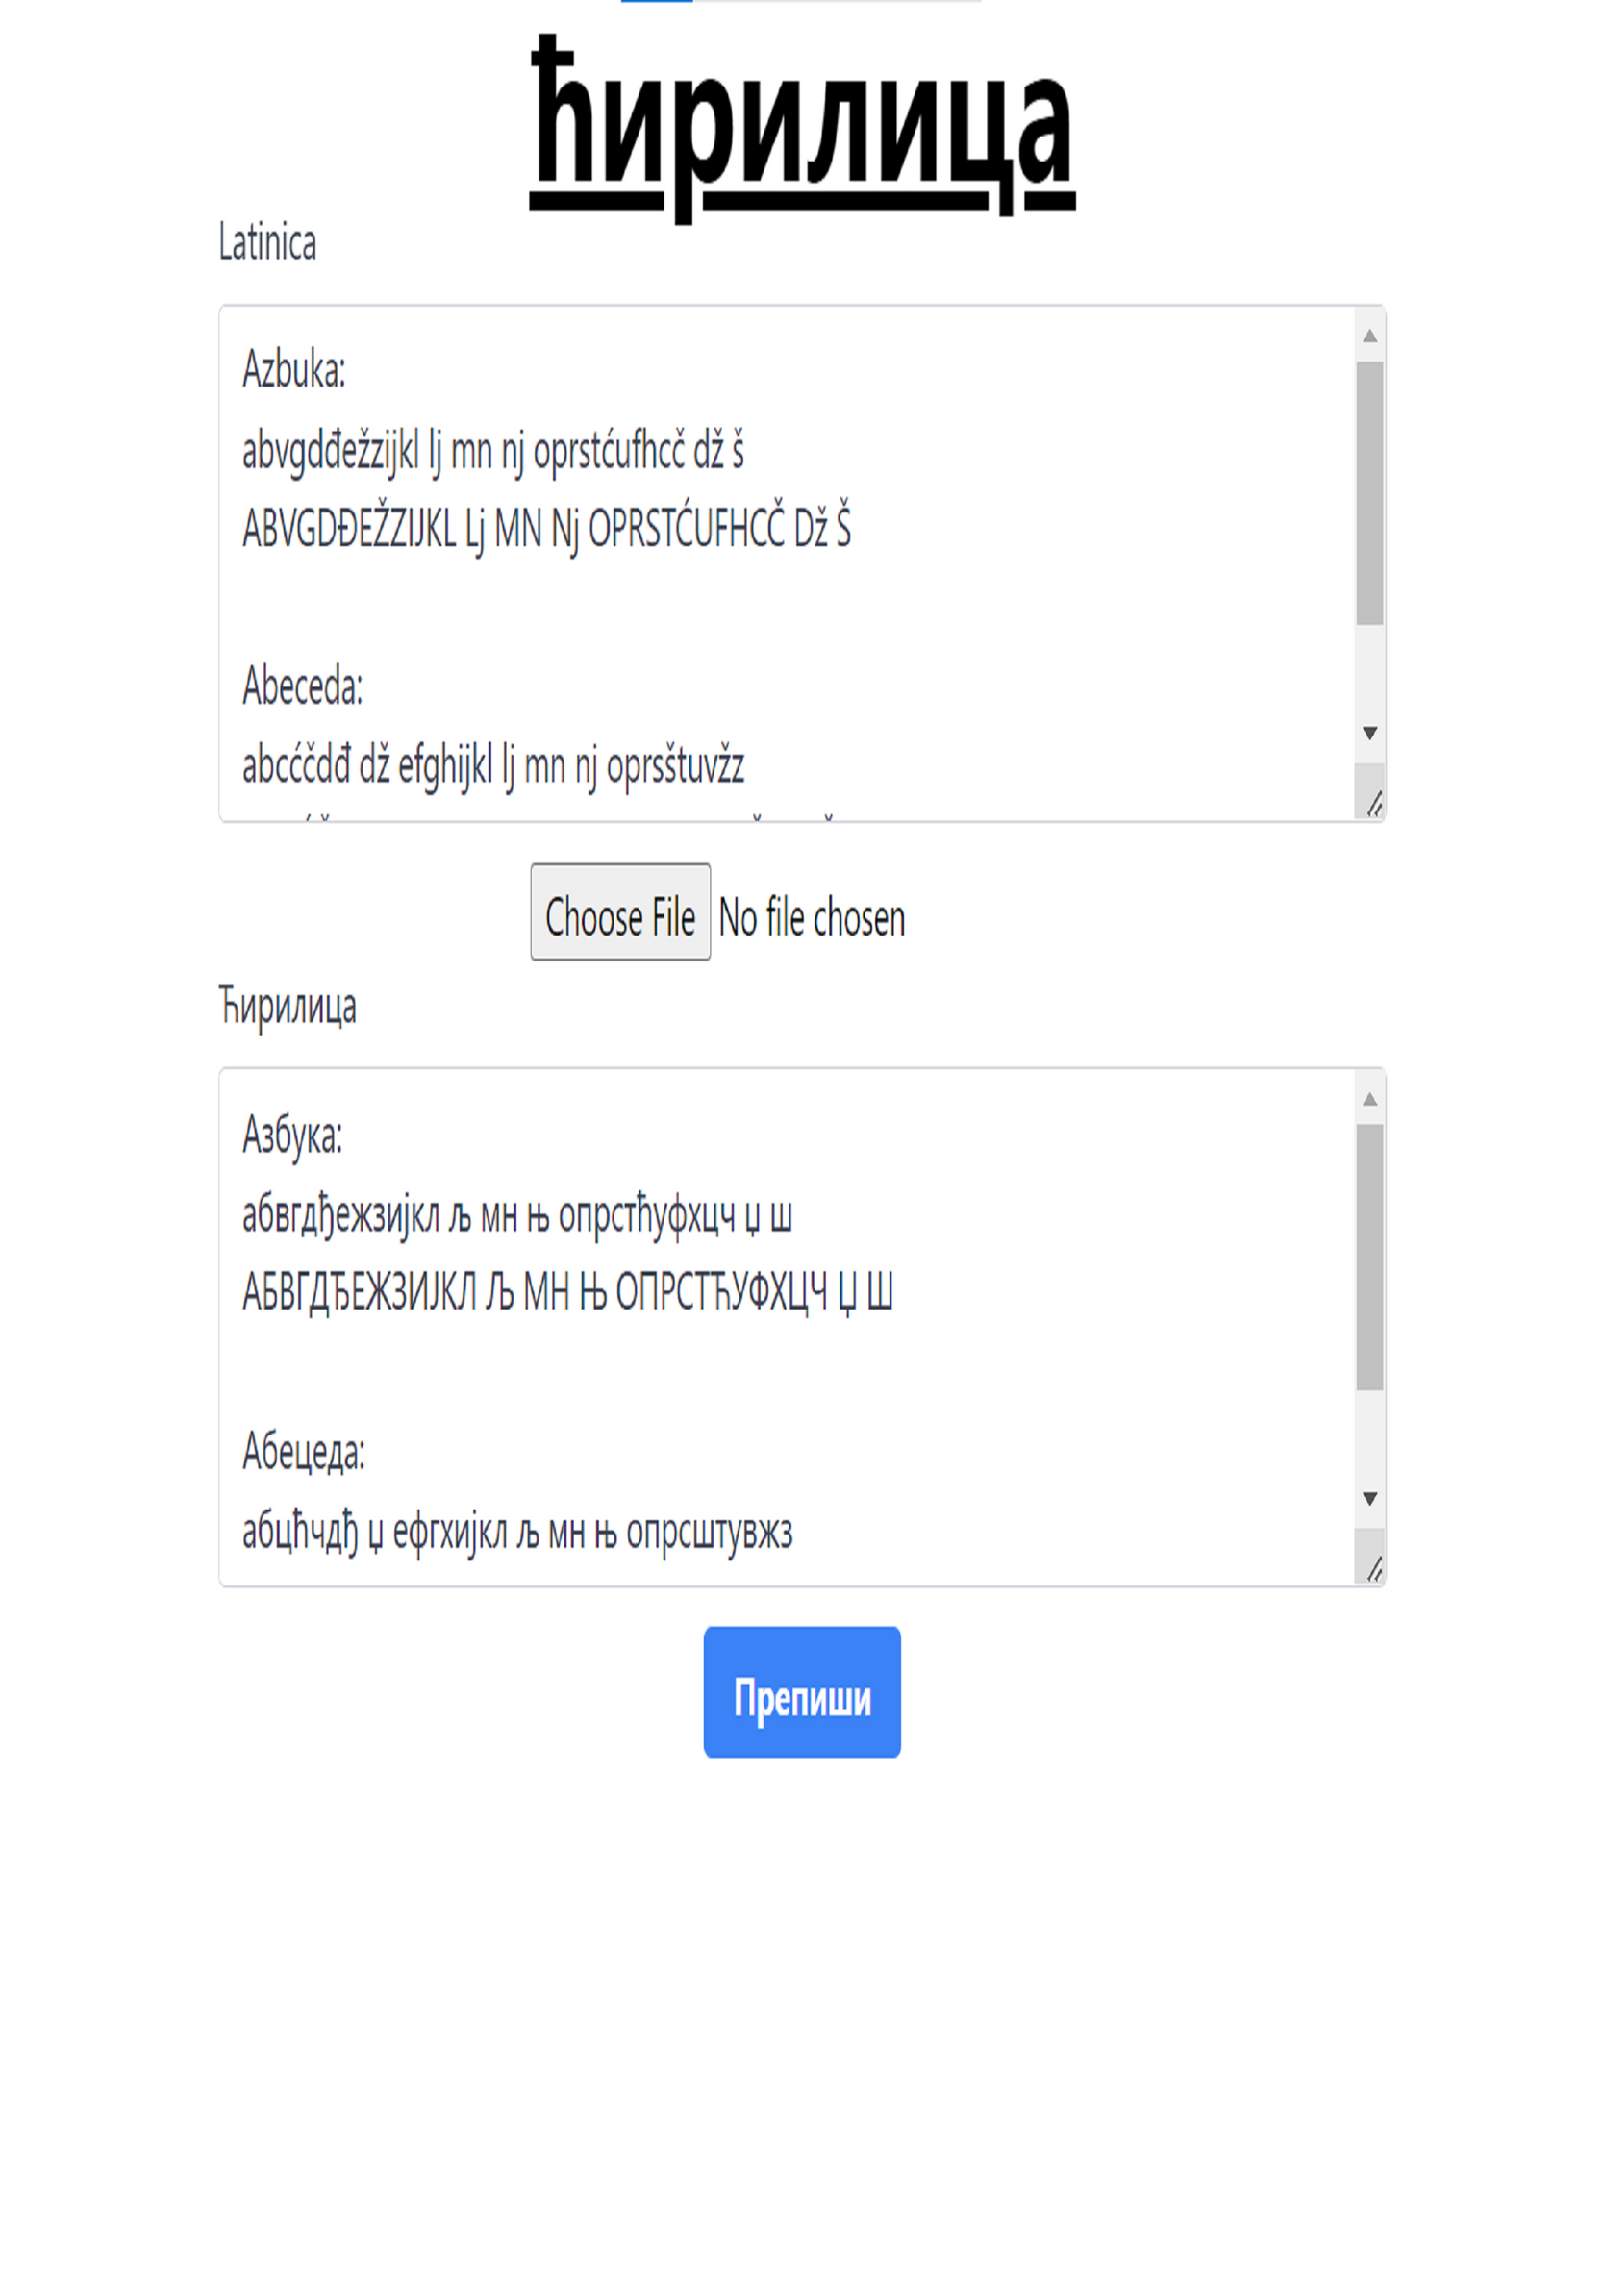 ћирилица
Latinica
Azbuka:
abvgdđežzijkl lj mn nj oprstćufhcč dž š
ABVGDĐEŽZIJKL Lj MN Nj OPRSTĆUFHCČ Dž Š
Abeceda:
abcćčdđ dž efghijkl lj mn nj oprsštuvžz
Choose File No file chosen
Ћирилица
Азбука:
абвгдђежзијкл љ мн њ опрстћуфхцч џ ш
АБВГДЂЕЖЗИЈКЛ Љ МН Њ ОПРСТЋУФХЦЧ Џ Ш
Абецеда:
абцћчдђ џ ефгхијкл љ мн њ опрсштувжз
Препиши